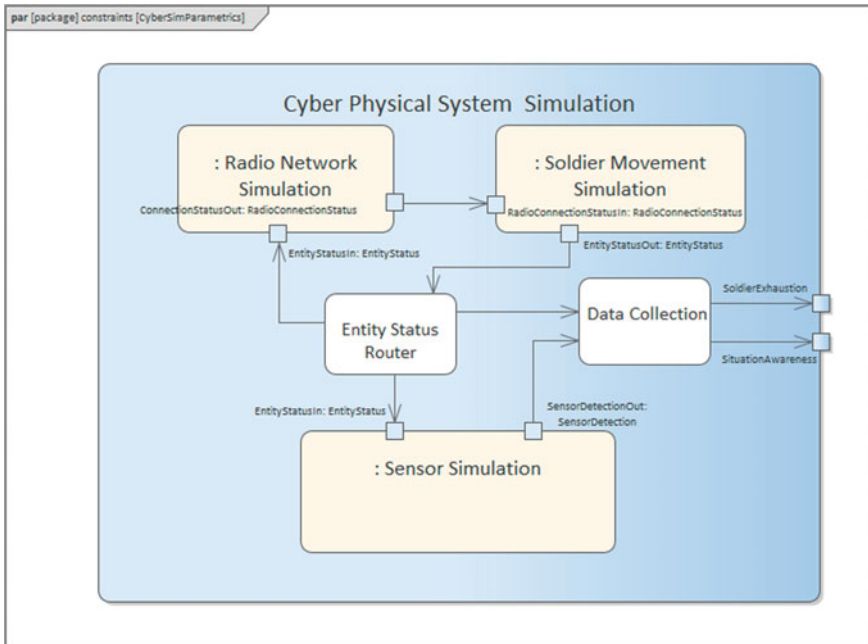 par [package] constraints [CyberSimParametrics]
Cyber Physical System Simulation
: Radio Network
Simulation
: Soldier Movement
Simulation
ConnectionStatusOut: RadioConnectionStatus
RadioConnectionStatusIn: RadioConnectionStatus
EntityStatusIn: EntityStatus
EntityStatusOut: EntityStatus
Entity Status
Router
Data Collection
SoldierExhaustion
SituationAwareness
EntityStatusIn: EntityStatus
SensorDetectionOut:
SensorDetection
: Sensor Simulation